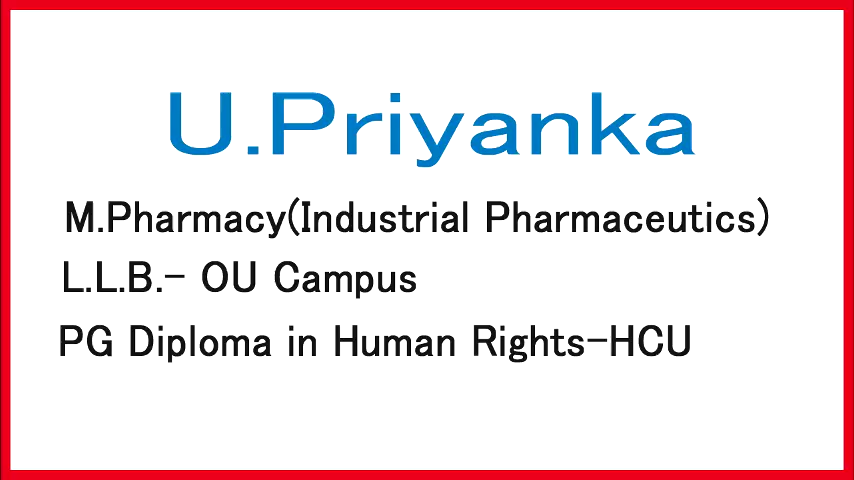 U.Priyanka
M.Pharmacy(Industrial Pharmaceutics)
L.L.B.- OU Campus
PG Diploma in Human Rights-HCU